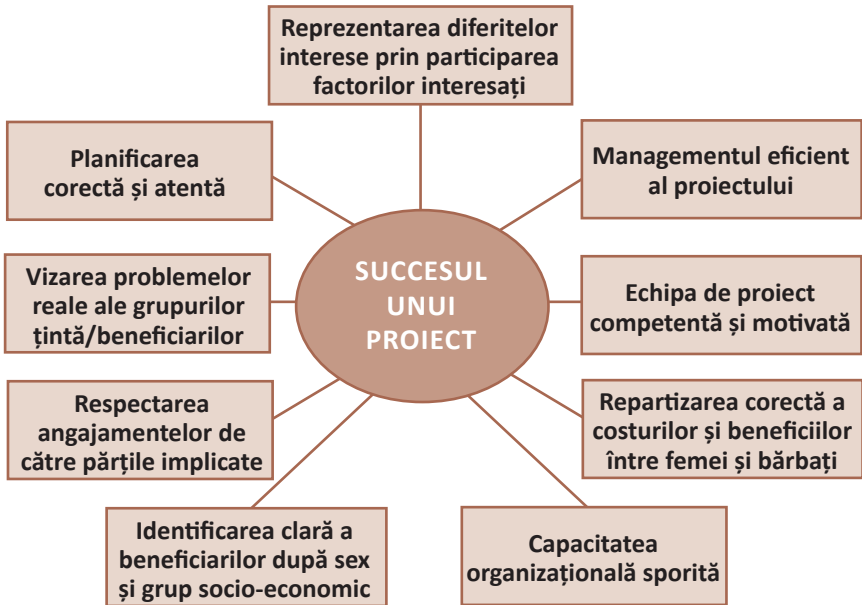 Reprezentarea diferitelor
interese prin participarea
factorilor interesați
Planificarea
corectă și atentă
Managementul eficient
al proiectului
Vizarea problemelor
reale ale grupurilor
țintă/beneficiarilor
SUCCESUL
UNUI
PROIECT
Echipa de proiect
competentă și motivată
Respectarea
angajamentelor de
către părțile implicate
Repartizarea corectă a
costurilor și beneficiilor
între femei și bărbați
Identificarea clară a
beneficiarilor după sex
și grup socio-economic
Capacitatea
organizațională sporită